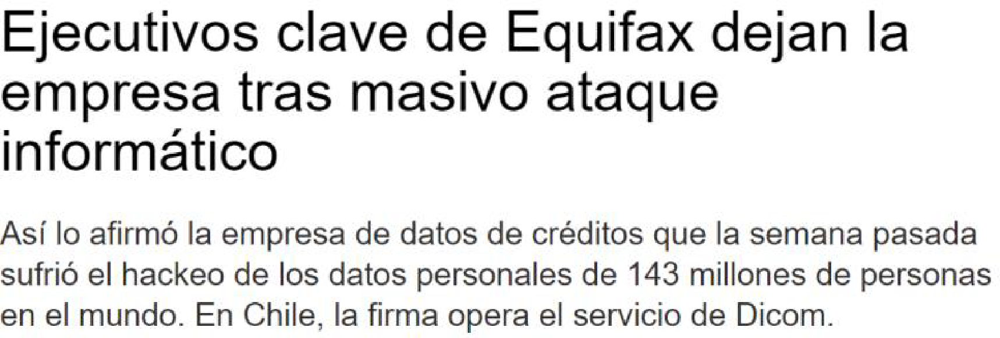 Ejecutivos clave de Equifax dejan la
empresa tras masivo ataque
informático
Así lo afirmó la empresa de datos de créditos que la semana pasada
sufrió el hackeo de los datos personales de 143 millones de personas
en el mundo. En Chile, la firma opera el servicio de Dicom.